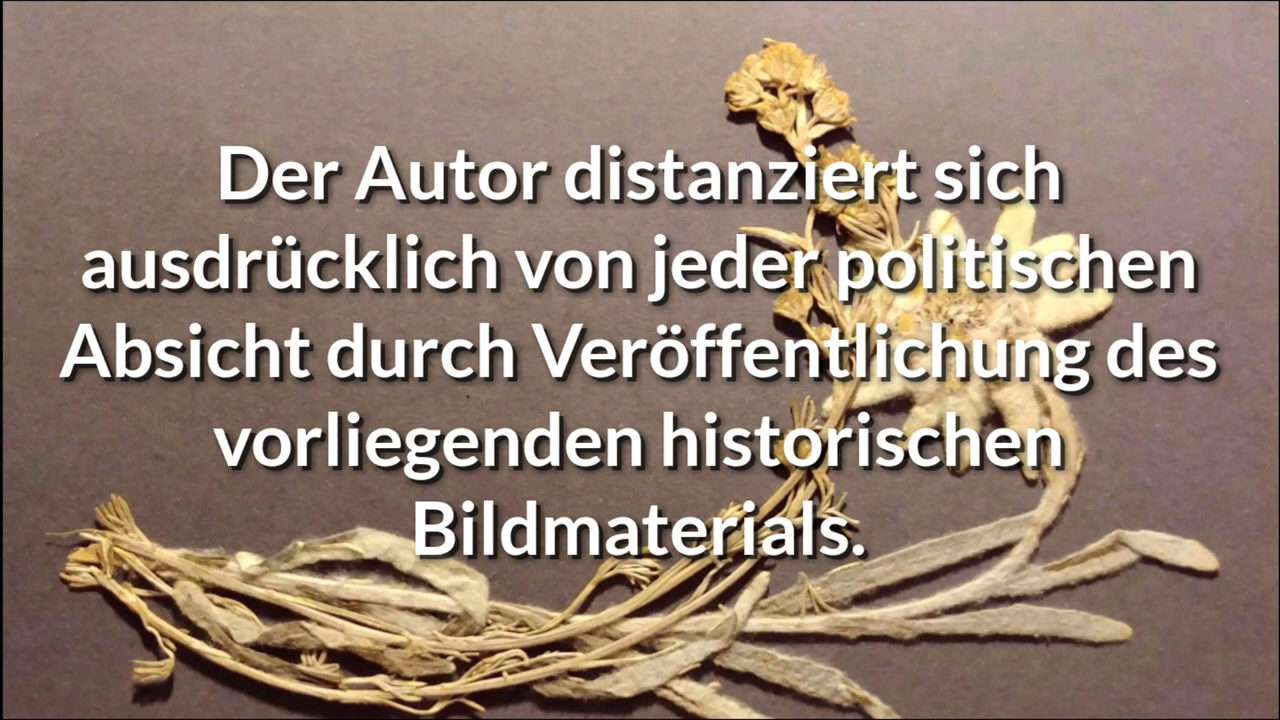 Der Autor distanziert sich
ausdrücklich von jeder politischen
Absicht durch Veröffentlichung des
vorliegenden historischen
Bildmaterials.